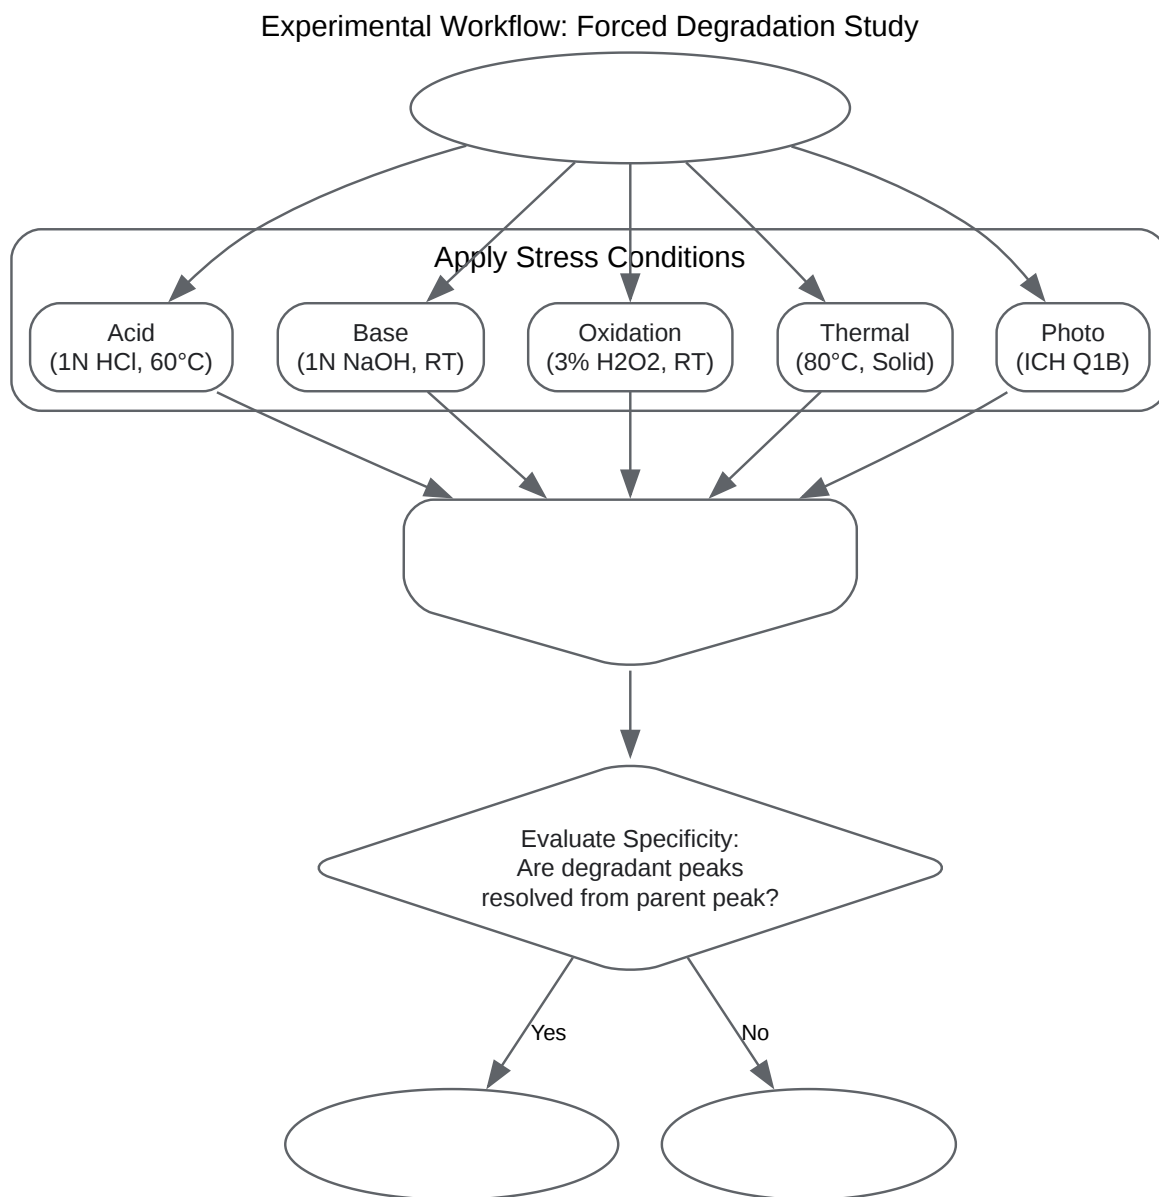 Experimental Workflow: Forced Degradation Study
Apply Stress Conditions
Acid
(1N HCl, 60°C)
Base
(1N NaOH, RT)
Oxidation
(3% H2O2, RT)
Thermal
(80°C, Solid)
Photo
(ICH Q1B)
Evaluate Specificity:
Are degradant peaks
resolved from parent peak?
Yes
No